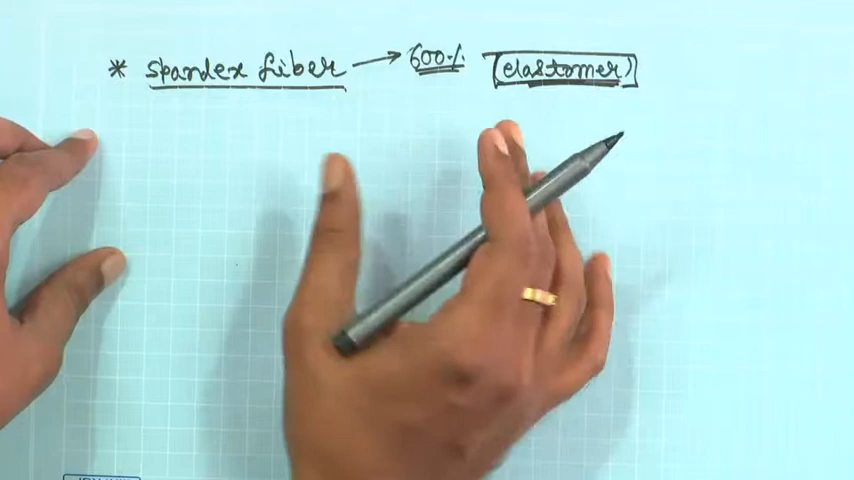 * Spandex fiber → 600% (elastomer)